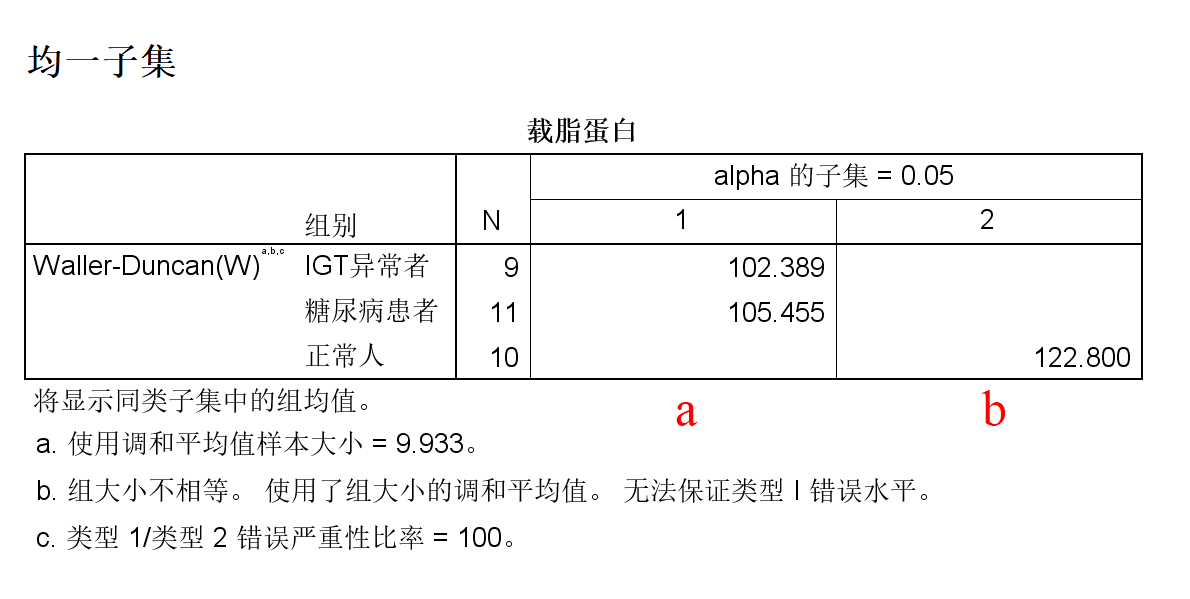 均一子集
载脂蛋白
组别 N alpha 的子集 = 0.05
1 2
Waller-Duncan(W)a,b,c IGT异常者 9 102.389
糖尿病患者 11 105.455
正常人 10 122.800
将显示同类子集中的组均值。
a b
a. 使用调和平均值样本大小 = 9.933。
b. 组大小不相等。 使用了组大小的调和平均值。 无法保证类型 I 错误水平。
c. 类型 1/类型 2 错误严重性比率 = 100。